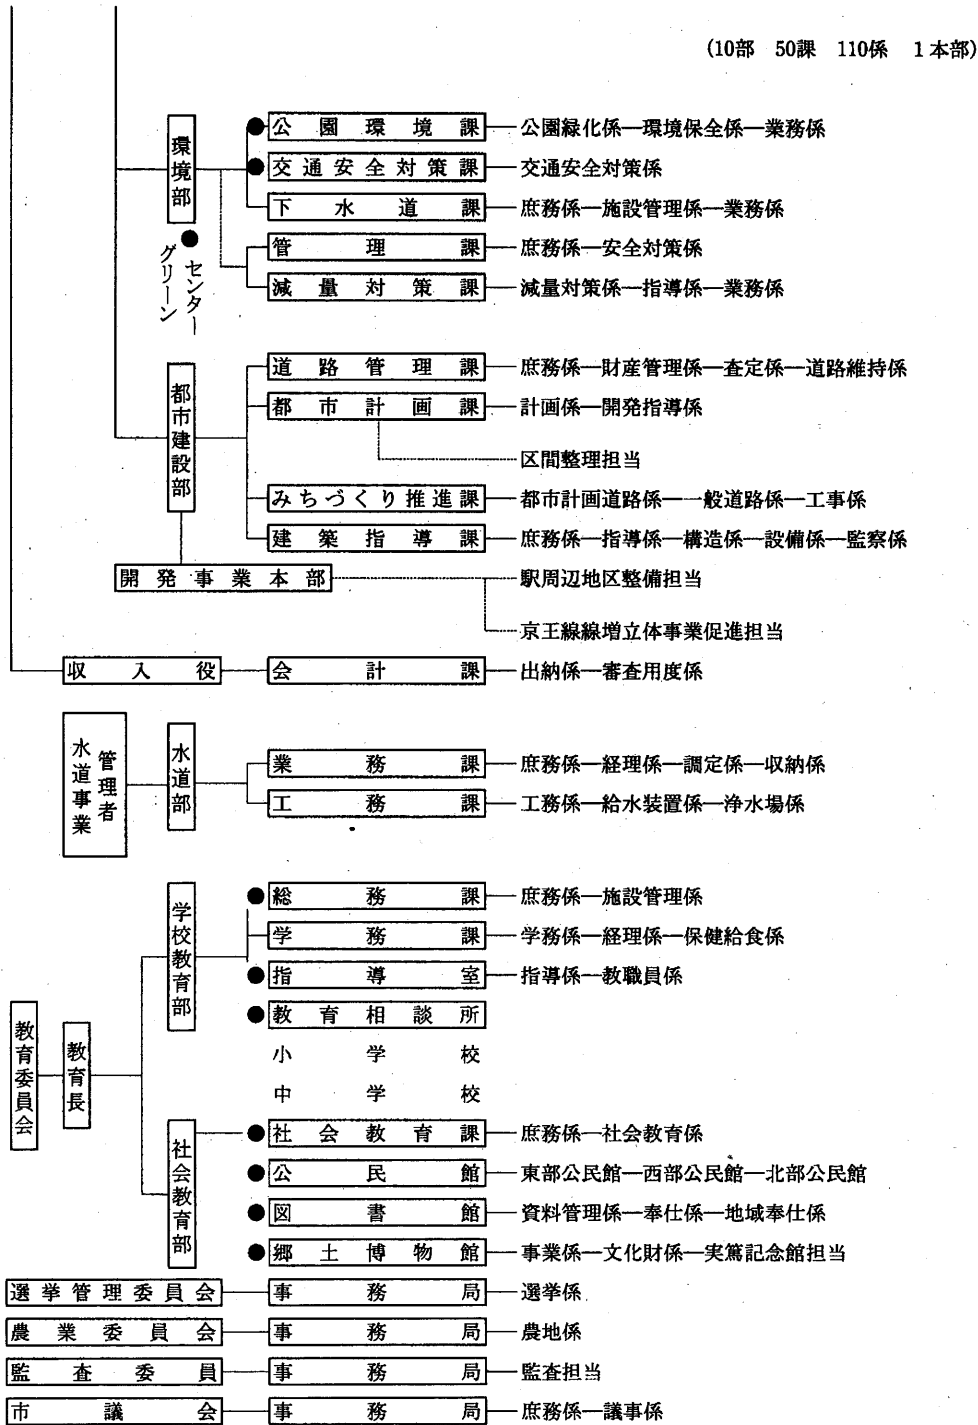 (10部 50課 110係 1本部)
環境部
●公園環境課 公園緑化係―環境保全係―業務係
●交通安全対策課 交通安全対策係
下水道課 庶務係―施設管理係―業務係
●グリーンセンター
管理課 庶務係―安全対策係
減量対策課 減量対策係―指導係―業務係
都市建設部
道路管理課 庶務係―財産管理係―査定係―道路維持係
都市計画課 計画係―開発指導係
区間整理担当
みちづくり推進課 都市計画道路係―一般道路係―工事係
建築指導課 庶務係―指導係―構造係―設備係―監察係
開発事業本部 駅周辺地区整備担当
京王線線増立体事業促進担当
収入役 会計課 出納係―審査用度係
水道事業管理者
水道部
業務課 庶務係―経理係―調定係―収納係
工務課 工務係―給水装置係―浄水場係
教育委員会
教育長
学校教育部
●総務課 庶務係―施設管理係
学務課 学務係―経理係―保健給食係
●指導室 指導係―教職員係
●教育相談所
小学校
中学校
社会教育部
●社会教育課 庶務係―社会教育係
●公民館 東部公民館―西部公民館―北部公民館
●図書館 資料管理係―奉仕係―地域奉仕係
●郷土博物館 事業係―文化財係―実篤記念館担当
選挙管理委員会 事務局 選挙係
農業委員会 事務局 農地係
監査委員 事務局 監査担当
市議会 事務局 庶務係―議事係